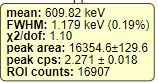 mean: 609.82 keV
FWHM: 1.179 keV (0.19%)
χ2/dof: 1.10
peak area: 16354.6±129.6
peak cps: 2.271 ± 0.018
ROI counts: 16907